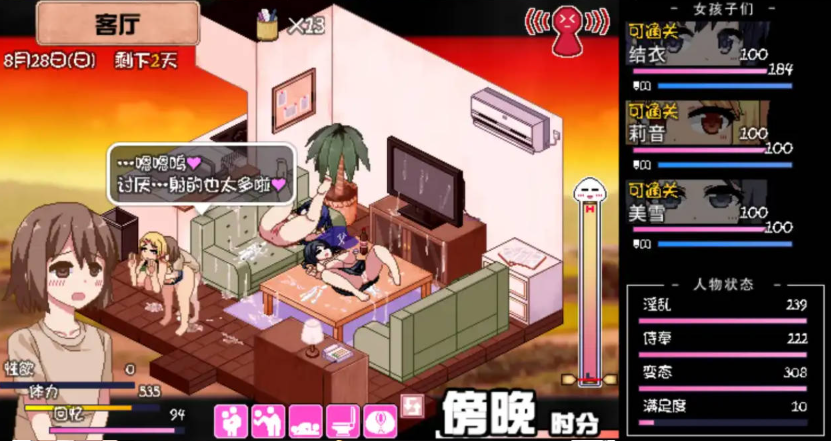 客厅
8月28日(日) 剩下2天
X13
…嗯嗯呜
讨厌…射的也太多啦
性欲 0
体力 535
回忆 94
H
傍晚 时分
- 女孩子们 -
可通关
结衣 100
184
可通关
莉音 100
100
可通关
美雪 100
100
- 人物状态 -
淫乱 239
侍奉 222
变态 308
满足度 10